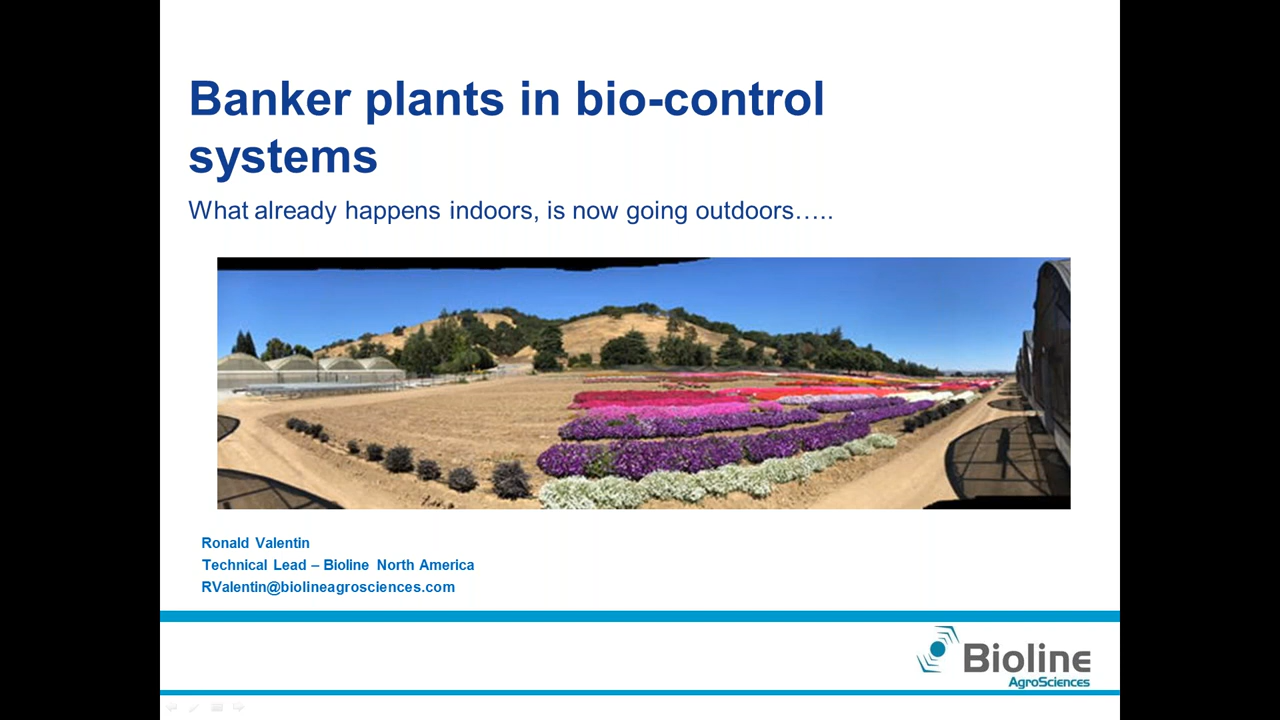 Banker plants in bio-control
systems
What already happens indoors, is now going outdoors…..
Ronald Valentin
Technical Lead – Bioline North America
RValentin@biolineagrosciences.com
Bioline
AgroSciences